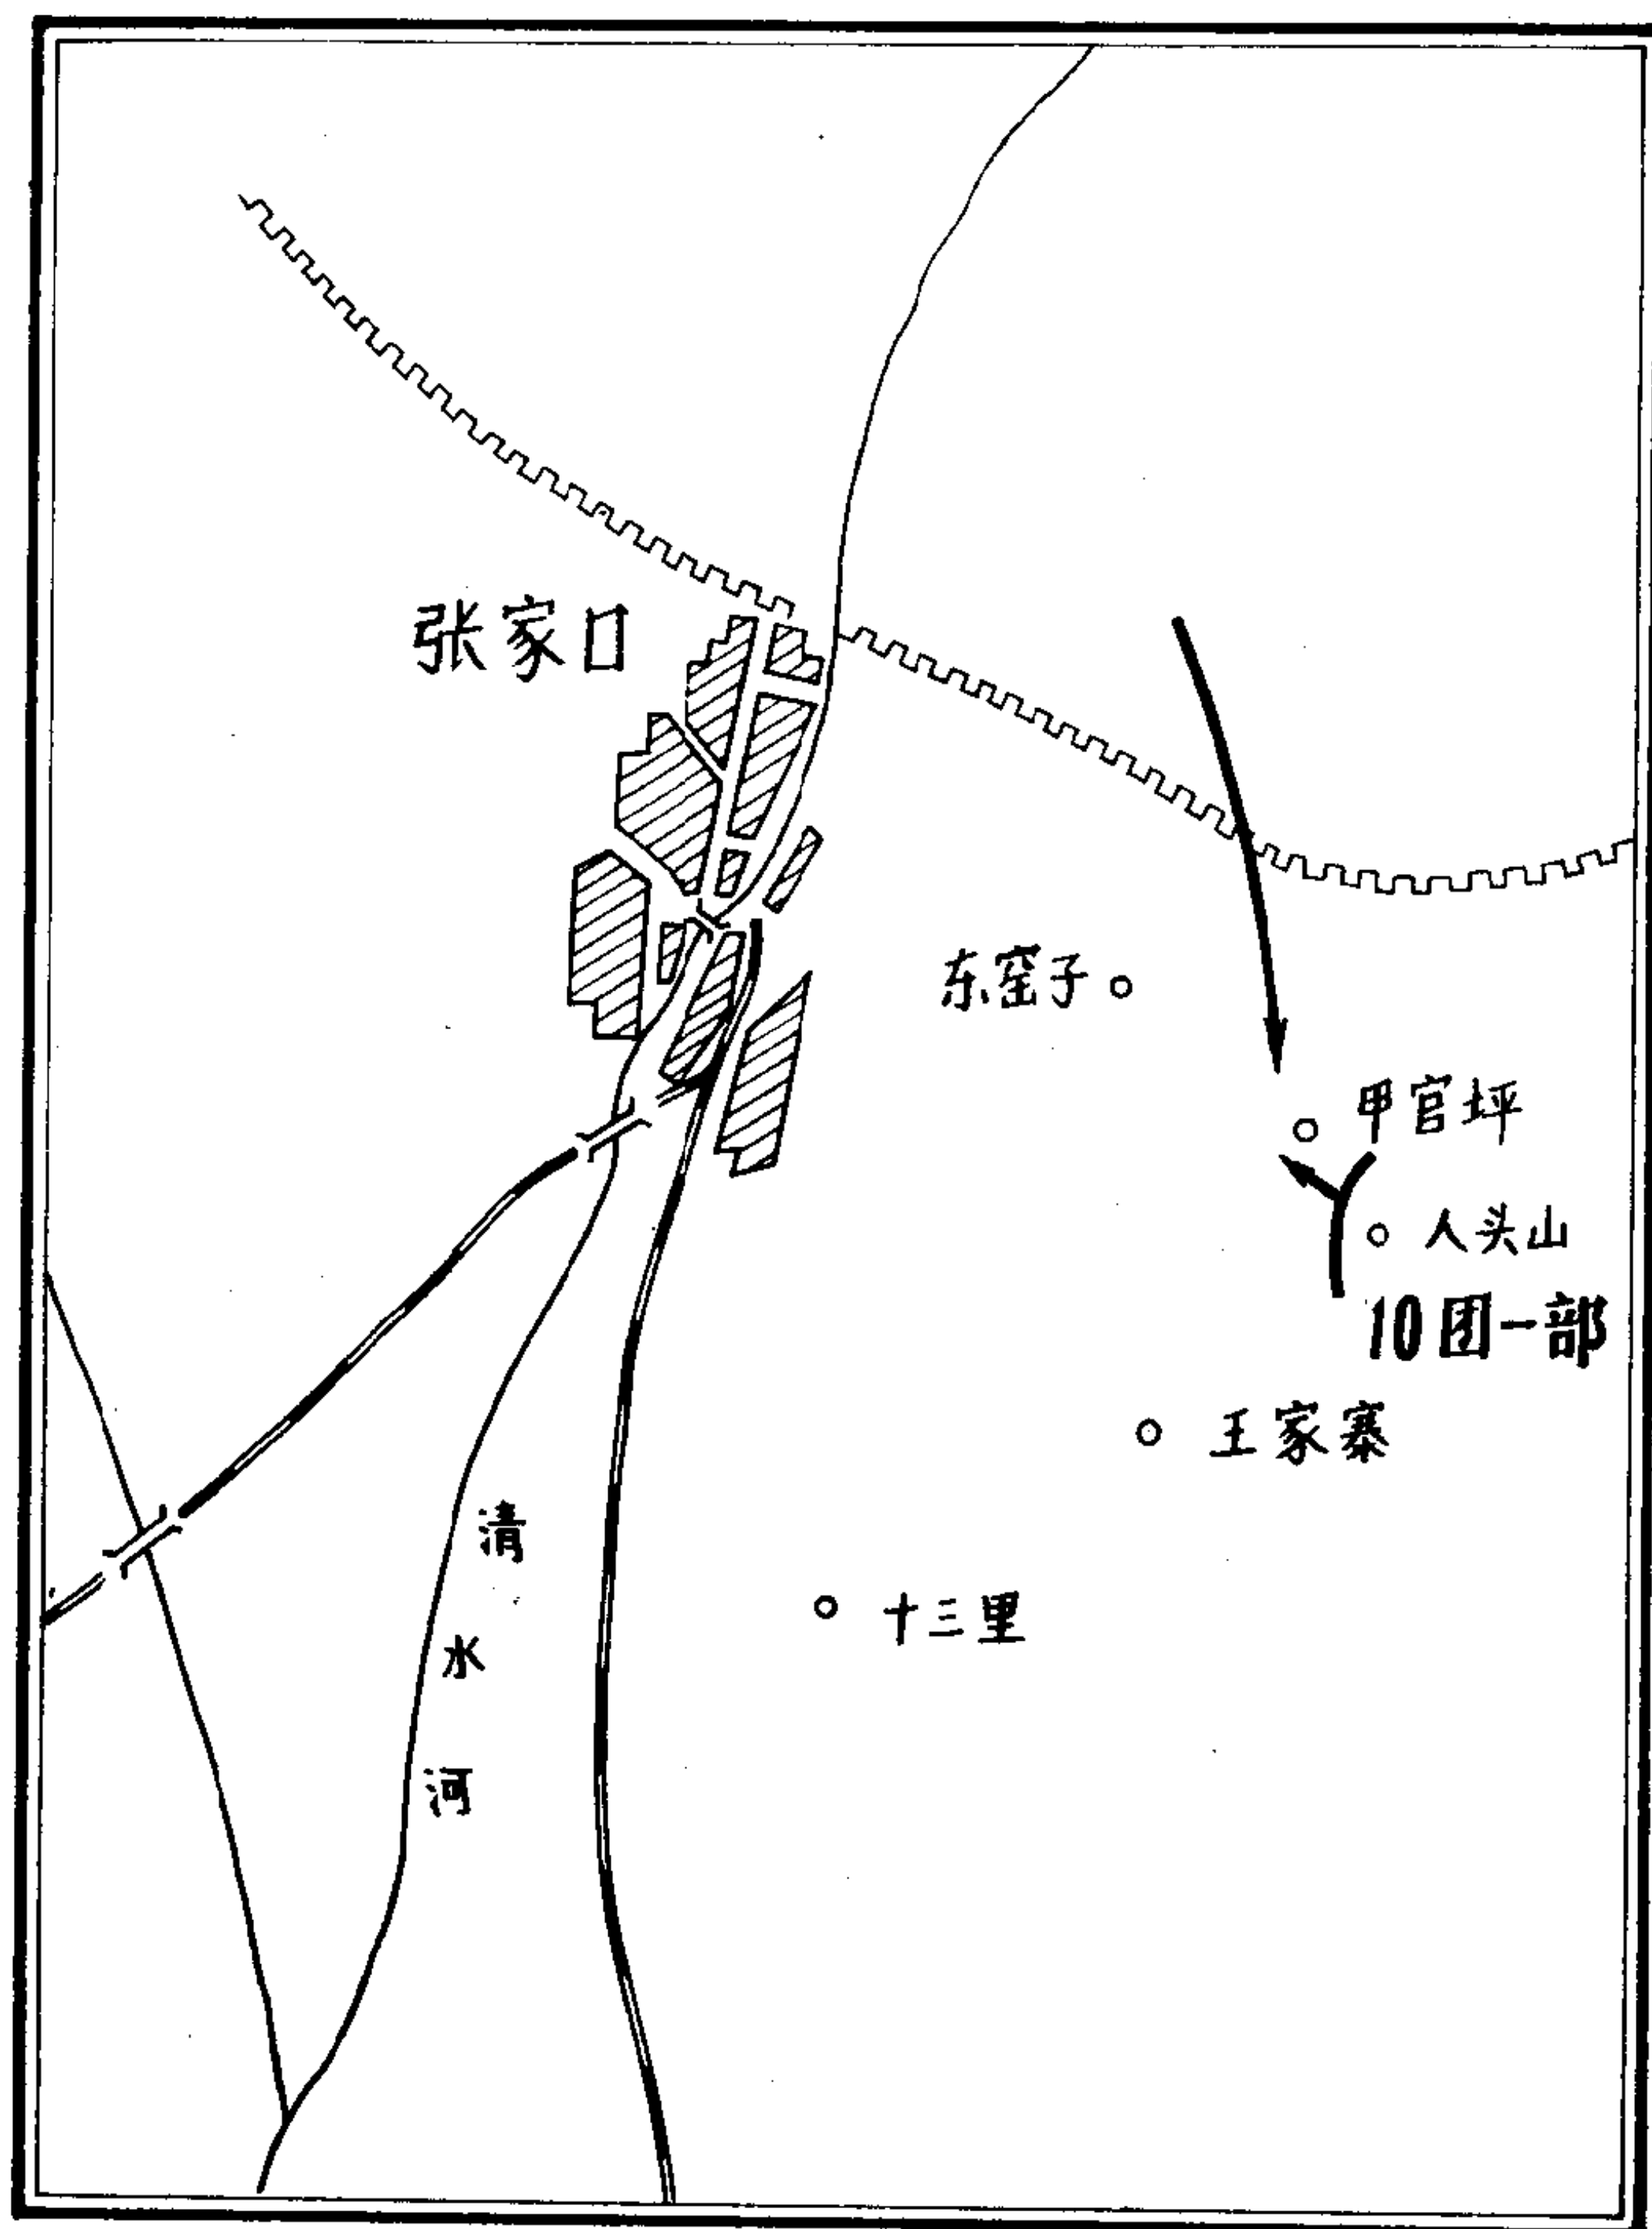 张家口
东窑子
甲官坪
人头山
10团一部
王家寨
清水河
十三里